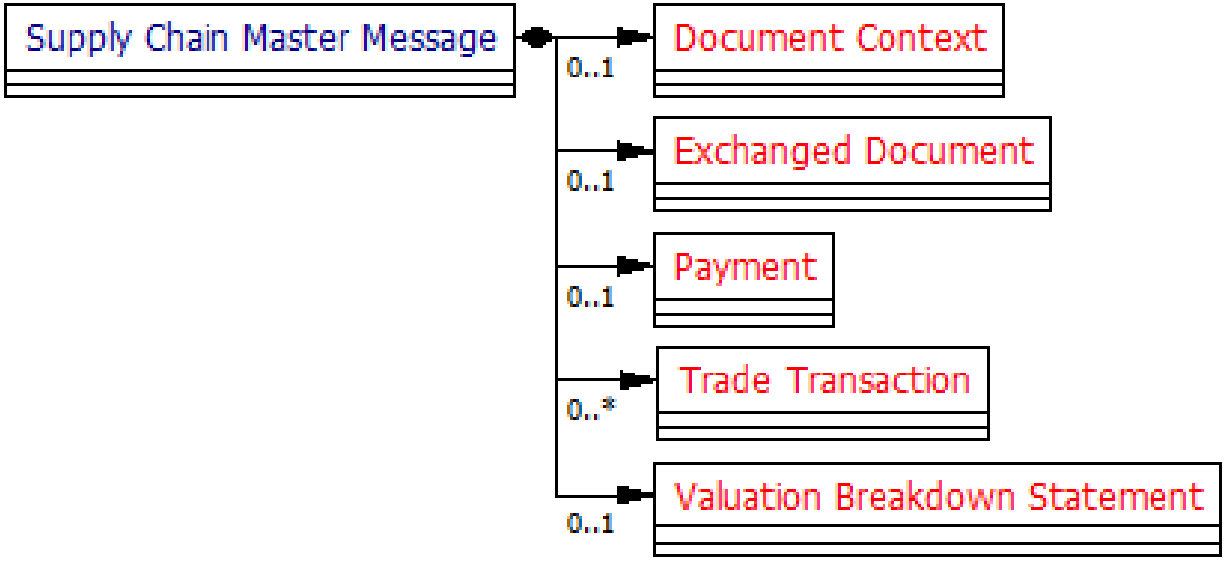 Supply Chain Master Message
Document Context
0..1
Exchanged Document
0..1
Payment
0..1
Trade Transaction
0..*
Valuation Breakdown Statement
0..1